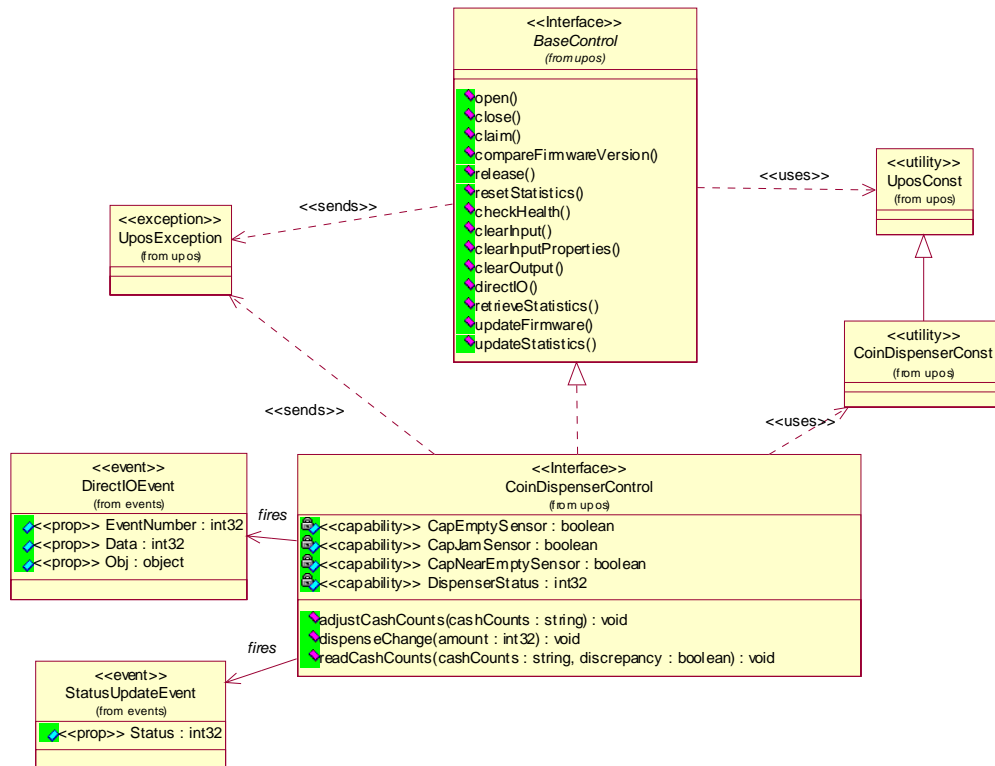 <<Interface>>
BaseControl
(from upos)
open()
close()
claim()
compareFirmwareVersion()
release()
resetStatistics()
checkHealth()
clearInput()
clearInputProperties()
clearOutput()
directIO()
retrieveStatistics()
updateFirmware()
updateStatistics()
<<uses>>
<<utility>>
UposConst
(from upos)
<<sends>>
<<exception>>
UposException
(from upos)
<<utility>>
CoinDispenserConst
(from upos)
<<sends>>
<<uses>>
<<event>>
DirectIOEvent
(from events)
<<prop>> EventNumber : int32
<<prop>> Data : int32
<<prop>> Obj : object
fires
<<Interface>>
CoinDispenserControl
(from upos)
<<capability>> CapEmptySensor : boolean
<<capability>> CapJamSensor : boolean
<<capability>> CapNearEmptySensor : boolean
<<capability>> DispenserStatus : int32
adjustCashCounts(cashCounts : string) : void
dispenseChange(amount : int32) : void
readCashCounts(cashCounts : string, discrepancy : boolean) : void
fires
<<event>>
StatusUpdateEvent
(from events)
<<prop>> Status : int32